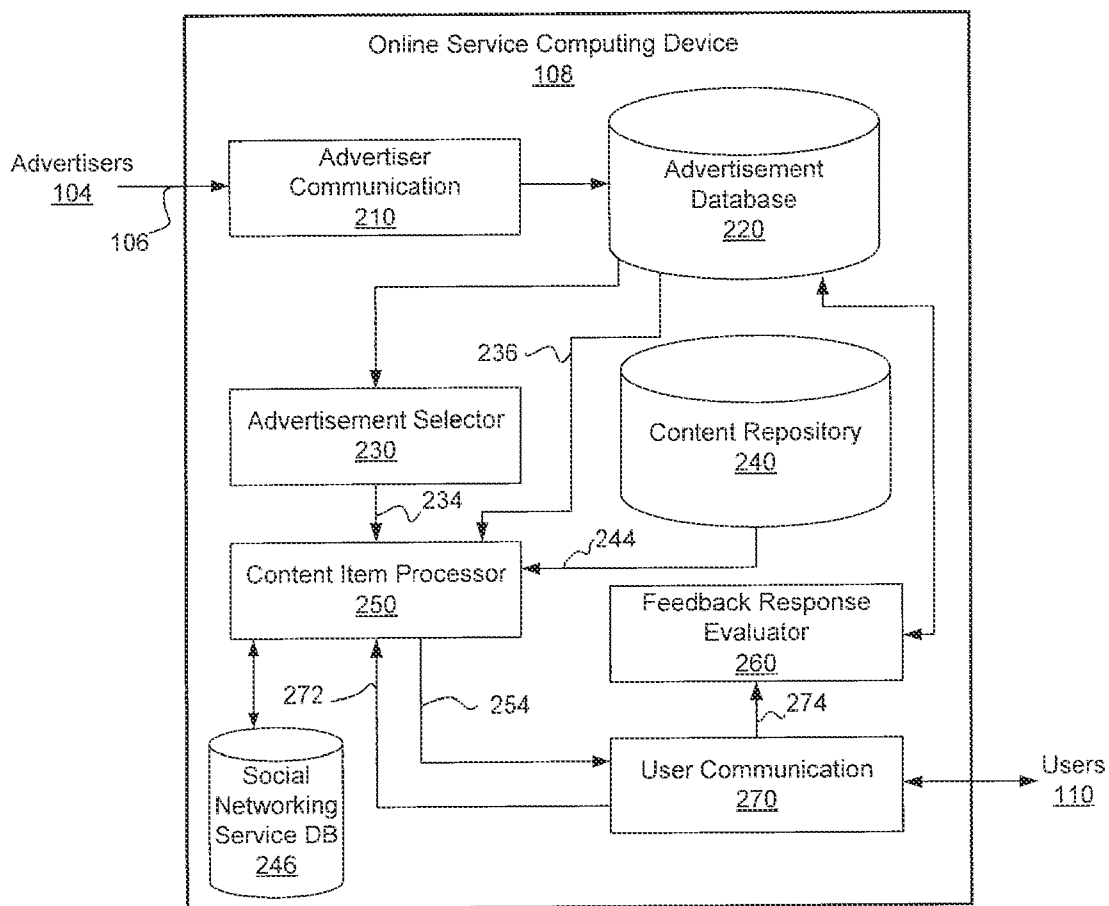 Online Service Computing Device
108
Advertisers
104
106
Advertiser
Communication
210
Advertisement
Database
220
236
Advertisement Selector
230
234
Content Repository
240
244
Content Item Processor
250
Feedback Response
Evaluator
260
272
254
274
Social
Networking
Service DB
246
User Communication
270
Users
110